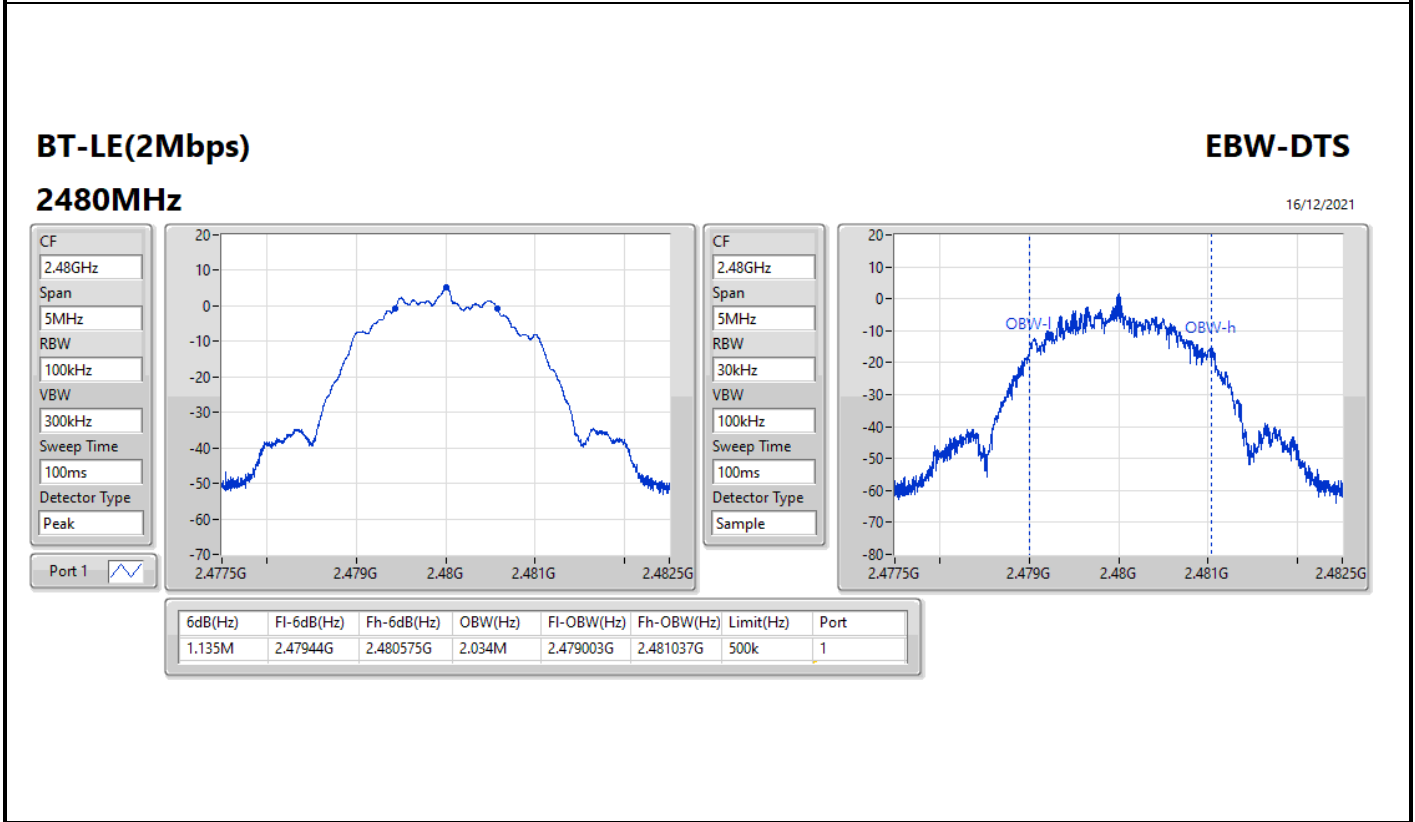 BT-LE(2Mbps)
EBW-DTS
2480MHz
16/12/2021
CF
2.48GHz
Span
5MHz
RBW
100kHz
VBW
300kHz
Sweep Time
100ms
Detector Type
Peak
Port 1
20
10
0
-10
-20
-30
-40
-50
-60
-70
2.4775G 2.479G 2.48G 2.481G 2.4825G
CF
2.48GHz
Span
5MHz
RBW
30kHz
VBW
100kHz
Sweep Time
100ms
Detector Type
Sample
20
10
0
-10
-20
-30
-40
-50
-60
-70
-80
OBW-l
OBW-h
2.4775G 2.479G 2.48G 2.481G 2.4825G
6dB(Hz) Fl-6dB(Hz) Fh-6dB(Hz) OBW(Hz) Fl-OBW(Hz) Fh-OBW(Hz) Limit(Hz) Port
1.135M 2.47944G 2.480575G 2.034M 2.479003G 2.481037G 500k 1